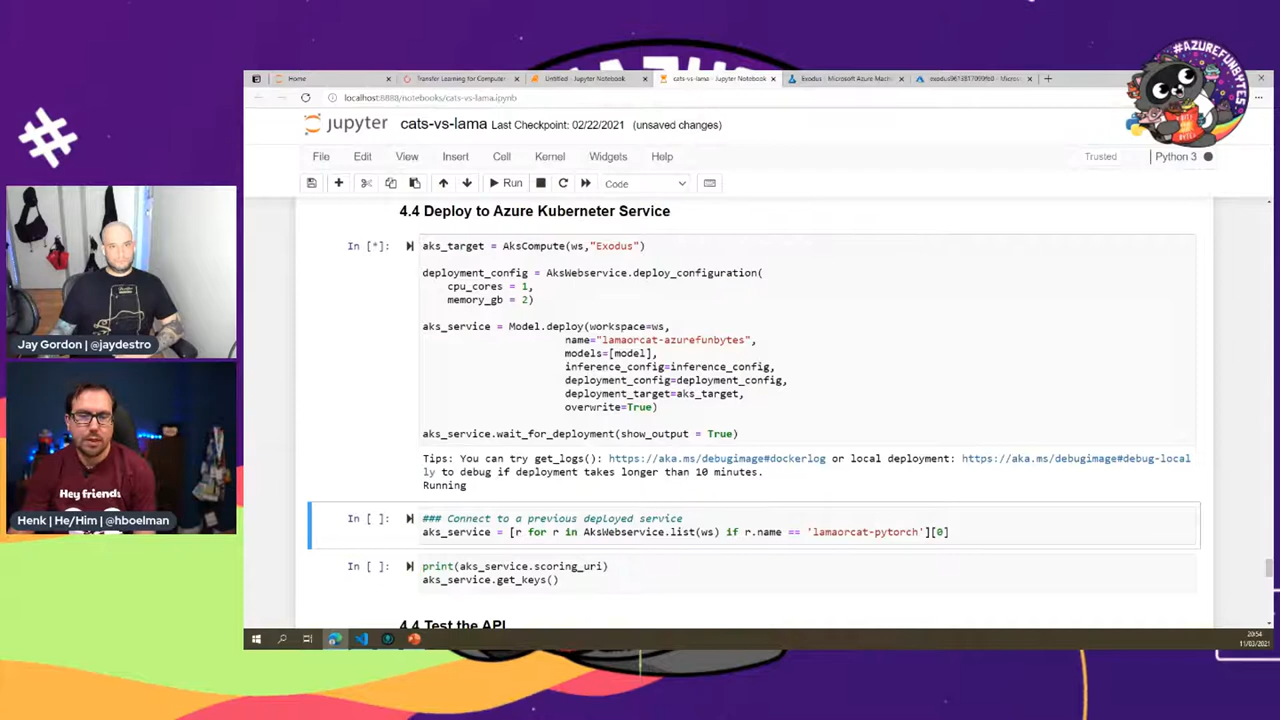 #AZUREFUNBYTES
Home
Transfer Learning for Computer
Untitled - Jupyter Notebook
cats-vs-lama - Jupyter Notebook
Exodus - Microsoft Azure Machi
localhost:8888/notebooks/cats-vs-lama.ipynb
jupyter cats-vs-lama Last Checkpoint: 02/22/2021 (unsaved changes)
File Edit View Insert Cell Kernel Widgets Help Trusted Python 3
Run Code
4.4 Deploy to Azure Kuberneter Service
In [*]: aks_target = AksCompute(ws,"Exodus")
deployment_config = AksWebservice.deploy_configuration(
cpu_cores = 1,
memory_gb = 2)
aks_service = Model.deploy(workspace=ws,
name="lamaorcat-azurefunbytes",
models=[model],
inference_config=inference_config,
deployment_config=deployment_config,
deployment_target=aks_target,
overwrite=True)
aks_service.wait_for_deployment(show_output = True)
Tips: You can try get_logs(): https://aka.ms/debugimage#dockerlog or local deployment: https://aka.ms/debugimage#debug-local
ly to debug if deployment takes longer than 10 minutes.
Running
In [ ]: ### Connect to a previous deployed service
aks_service = [r for r in AksWebservice.list(ws) if r.name == 'lamaorcat-pytorch'][0]
In [ ]: print(aks_service.scoring_uri)
aks_service.get_keys()
4.4 Test the API
20:54
11/03/2021
#
Jay Gordon | @jaydestro
Hey friends
Henk | He/Him | @hboelman